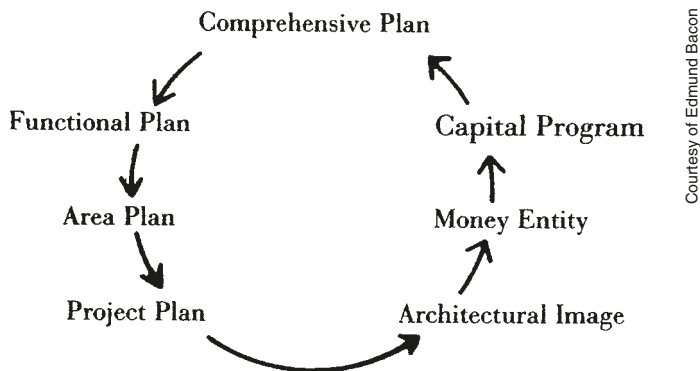 Comprehensive Plan
Functional Plan
Capital Program
Area Plan
Money Entity
Project Plan
Architectural Image
Courtesy of Edmund Bacon